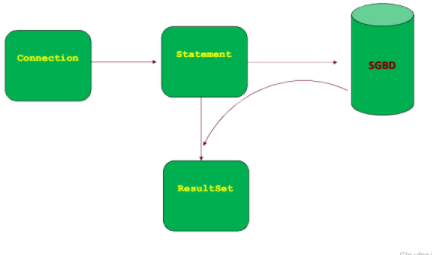 Connection
Statement
SGBD
ResultSet